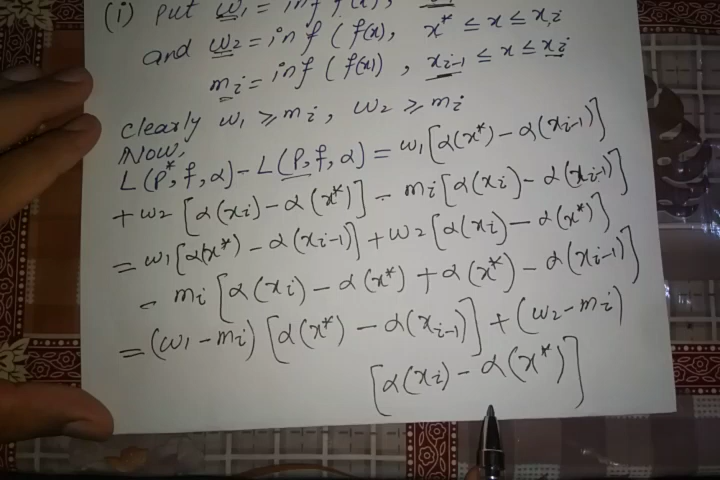 (i) put w₁ = inf f(x),
and w₂ = inf (f(x), x* ≤ x ≤ xᵢ
mᵢ = inf (f(x)) , xᵢ₋₁ ≤ x ≤ xᵢ
clearly w₁ ⩾ mᵢ, w₂ ⩾ mᵢ
Now,
L(P*, f, α) - L(P, f, α) = w₁[α(x*) - α(xᵢ₋₁)]
+ w₂ [α(xᵢ) - α(x*)] - mᵢ[α(xᵢ) - α(xᵢ₋₁)]
= w₁[α(x*) - α(xᵢ₋₁)] + w₂[α(xᵢ) - α(x*)]
- mᵢ[α(xᵢ) - α(x*) + α(x*) - α(xᵢ₋₁)]
= (w₁ - mᵢ) [α(x*) - α(xᵢ₋₁)] + (w₂ - mᵢ)
[α(xᵢ) - α(x*)]